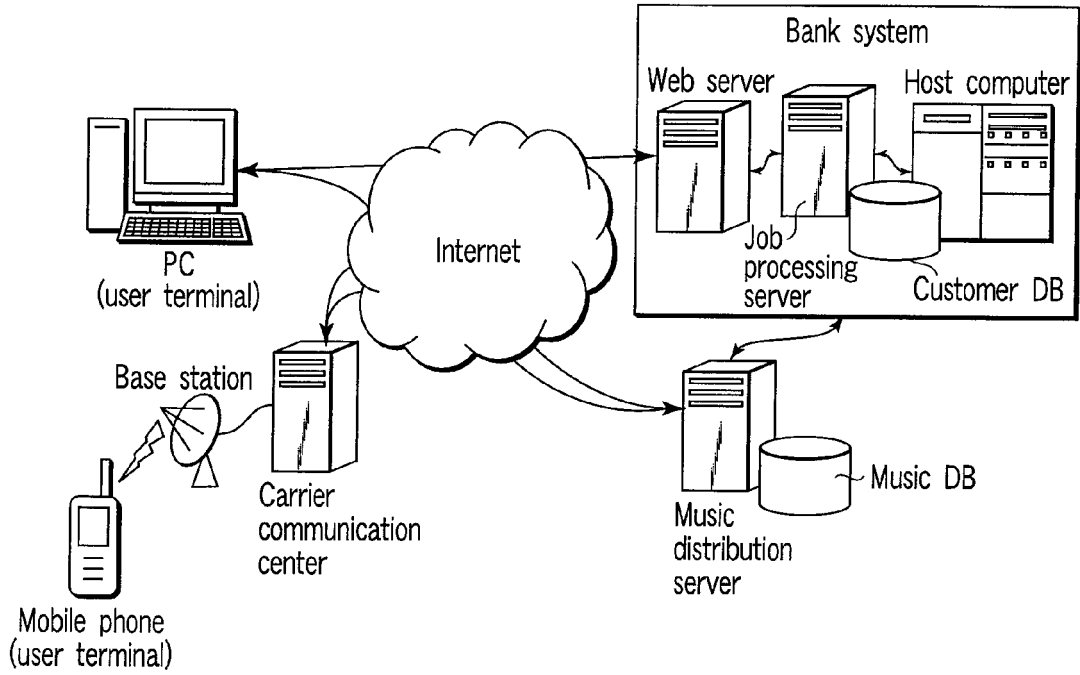 Bank system
Web server
Host computer
Job
processing
server
Customer DB
PC
(user terminal)
Internet
Base station
Carrier
communication
center
Music DB
Music
distribution
server
Mobile phone
(user terminal)